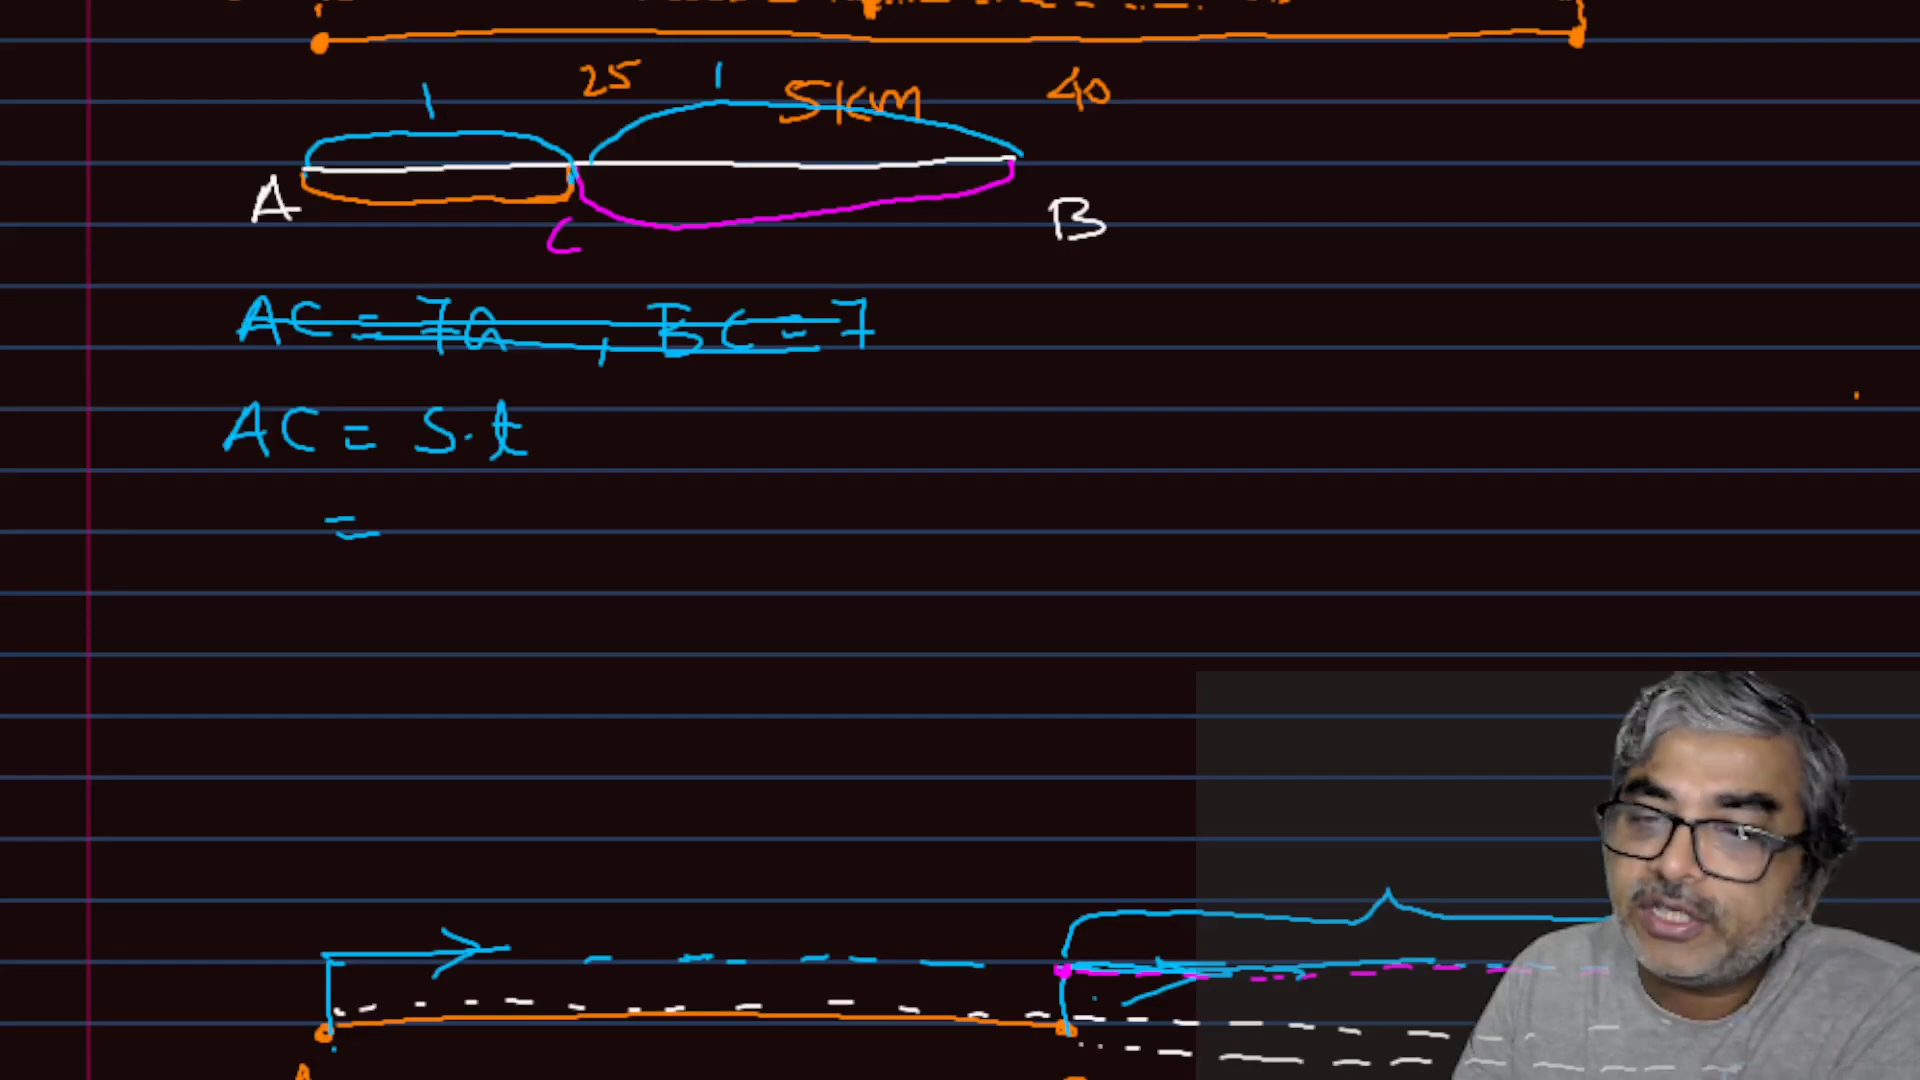 1 25 1 5km 40
A C B
AC = 7a, BC = 7
AC = S.t
=